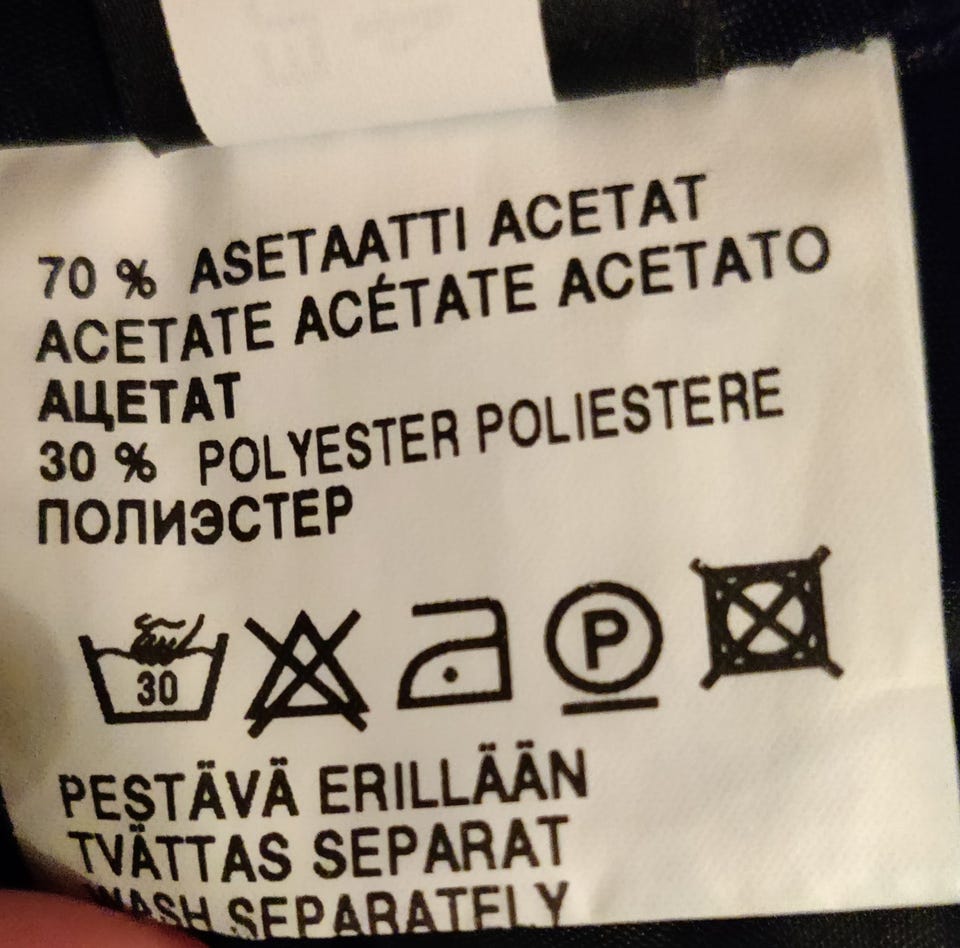 70 % ASETAATTI ACETAT
ACETATE ACÉTATE ACETATO
АЦЕТАТ
30 % POLYESTER POLIESTERE
ПОЛИЭСТЕР
30 P
PESTÄVÄ ERILLÄÄN
TVÄTTAS SEPARAT
WASH SEPARATELY